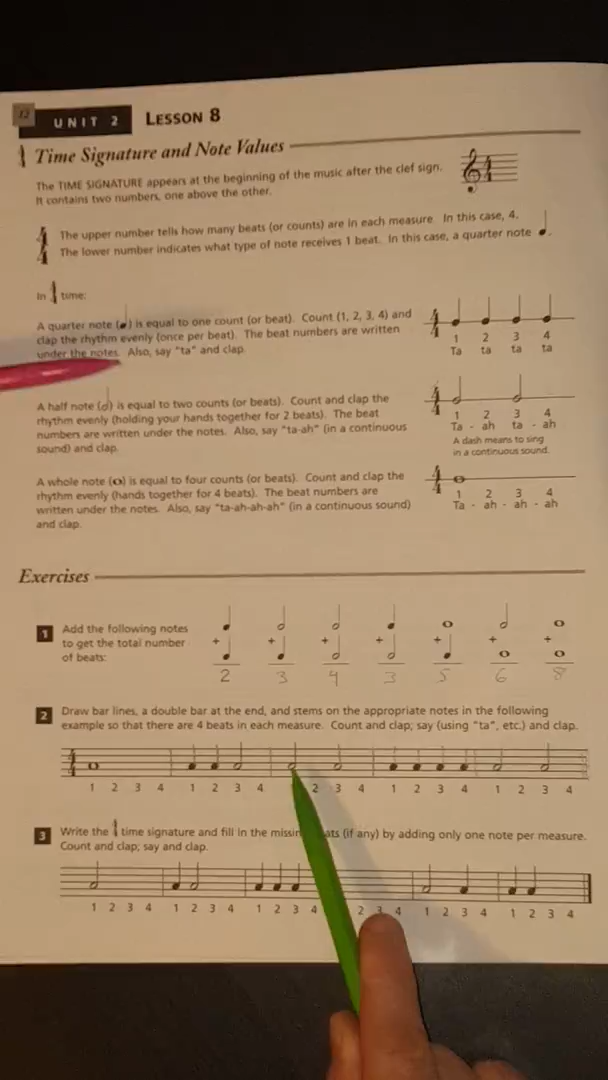 12 UNIT 2 LESSON 8
Time Signature and Note Values
The TIME SIGNATURE appears at the beginning of the music after the clef sign.
It contains two numbers, one above the other.
4 The upper number tells how many beats (or counts) are in each measure. In this case, 4.
4 The lower number indicates what type of note receives 1 beat. In this case, a quarter note
In 4/4 time:
A quarter note ( ) is equal to one count (or beat). Count (1, 2, 3, 4) and
clap the rhythm evenly (once per beat). The beat numbers are written
under the notes. Also, say "ta" and clap.
1 2 3 4
Ta ta ta ta
A half note ( ) is equal to two counts (or beats). Count and clap the
rhythm evenly (holding your hands together for 2 beats). The beat
numbers are written under the notes. Also, say "ta-ah" (in a continuous
sound) and clap.
1 2 3 4
Ta - ah ta - ah
A dash means to sing
in a continuous sound.
A whole note ( ) is equal to four counts (or beats). Count and clap the
rhythm evenly (hands together for 4 beats). The beat numbers are
written under the notes. Also, say "ta-ah-ah-ah" (in a continuous sound)
and clap.
1 2 3 4
Ta - ah - ah - ah
Exercises
1 Add the following notes
to get the total number
of beats:
+ + + + + + +
2 3 4 3 5 6 8
2 Draw bar lines, a double bar at the end, and stems on the appropriate notes in the following
example so that there are 4 beats in each measure. Count and clap; say (using "ta", etc.) and clap.
1 2 3 4 1 2 3 4 2 3 4 1 2 3 4 1 2 3 4
3 Write the 4/4 time signature and fill in the (if any) by adding only one note per measure.
Count and clap; say and clap.
1 2 3 4 1 2 3 4 1 2 3 4 2 3 4 1 2 3 4 1 2 3 4